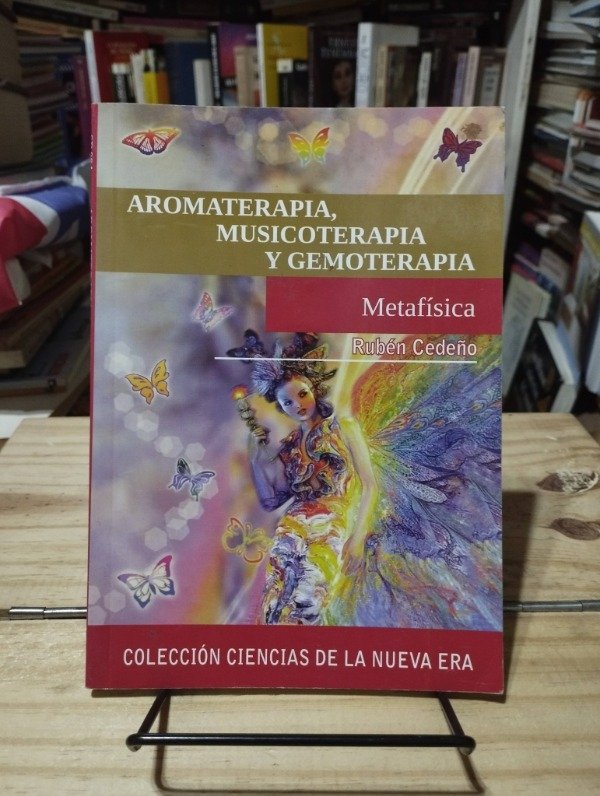 AROMATERAPIA,
MUSICOTERAPIA
Y GEMOTERAPIA
Metafísica
Rubén Cedeño
COLECCIÓN CIENCIAS DE LA NUEVA ERA